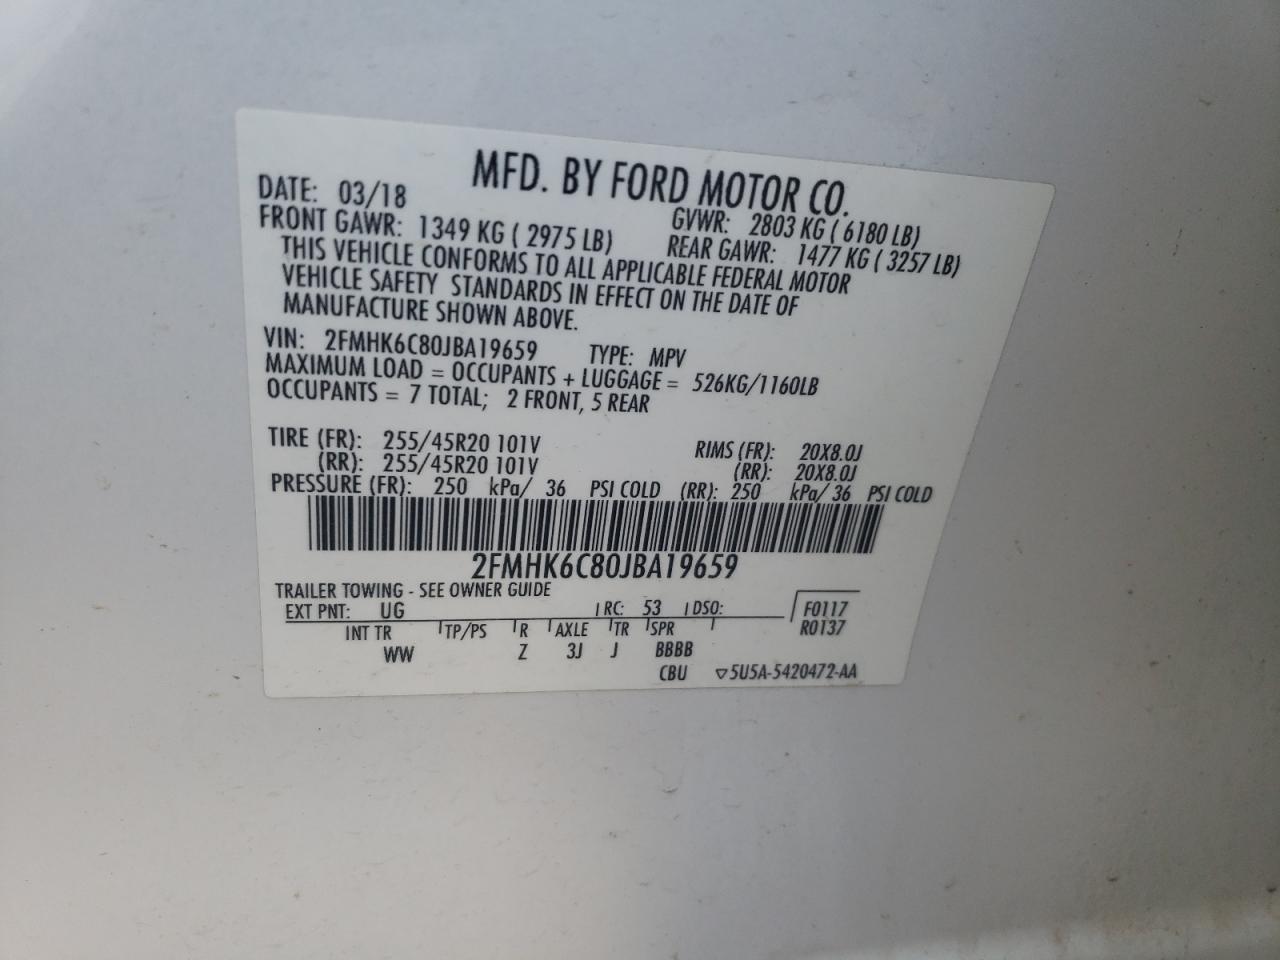 MFD. BY FORD MOTOR CO.
DATE: 03/18 GVWR: 2803 KG ( 6180 LB)
FRONT GAWR: 1349 KG ( 2975 LB) REAR GAWR: 1477 KG ( 3257 LB)
THIS VEHICLE CONFORMS TO ALL APPLICABLE FEDERAL MOTOR
VEHICLE SAFETY STANDARDS IN EFFECT ON THE DATE OF
MANUFACTURE SHOWN ABOVE.
VIN: 2FMHK6C80JBA19659 TYPE: MPV
MAXIMUM LOAD = OCCUPANTS + LUGGAGE = 526KG/1160LB
OCCUPANTS = 7 TOTAL; 2 FRONT, 5 REAR
TIRE (FR): 255/45R20 101V RIMS (FR): 20X8.0J
(RR): 255/45R20 101V (RR): 20X8.0J
PRESSURE (FR): 250 kPa/ 36 PSI COLD (RR): 250 kPa/ 36 PSI COLD
2FMHK6C80JBA19659
TRAILER TOWING - SEE OWNER GUIDE
EXT PNT: UG RC: 53 DSO: F0117
INT TR TP/PS R AXLE TR SPR R0137
WW Z 3J J BBBB
CBU ▽5U5A-5420472-AA